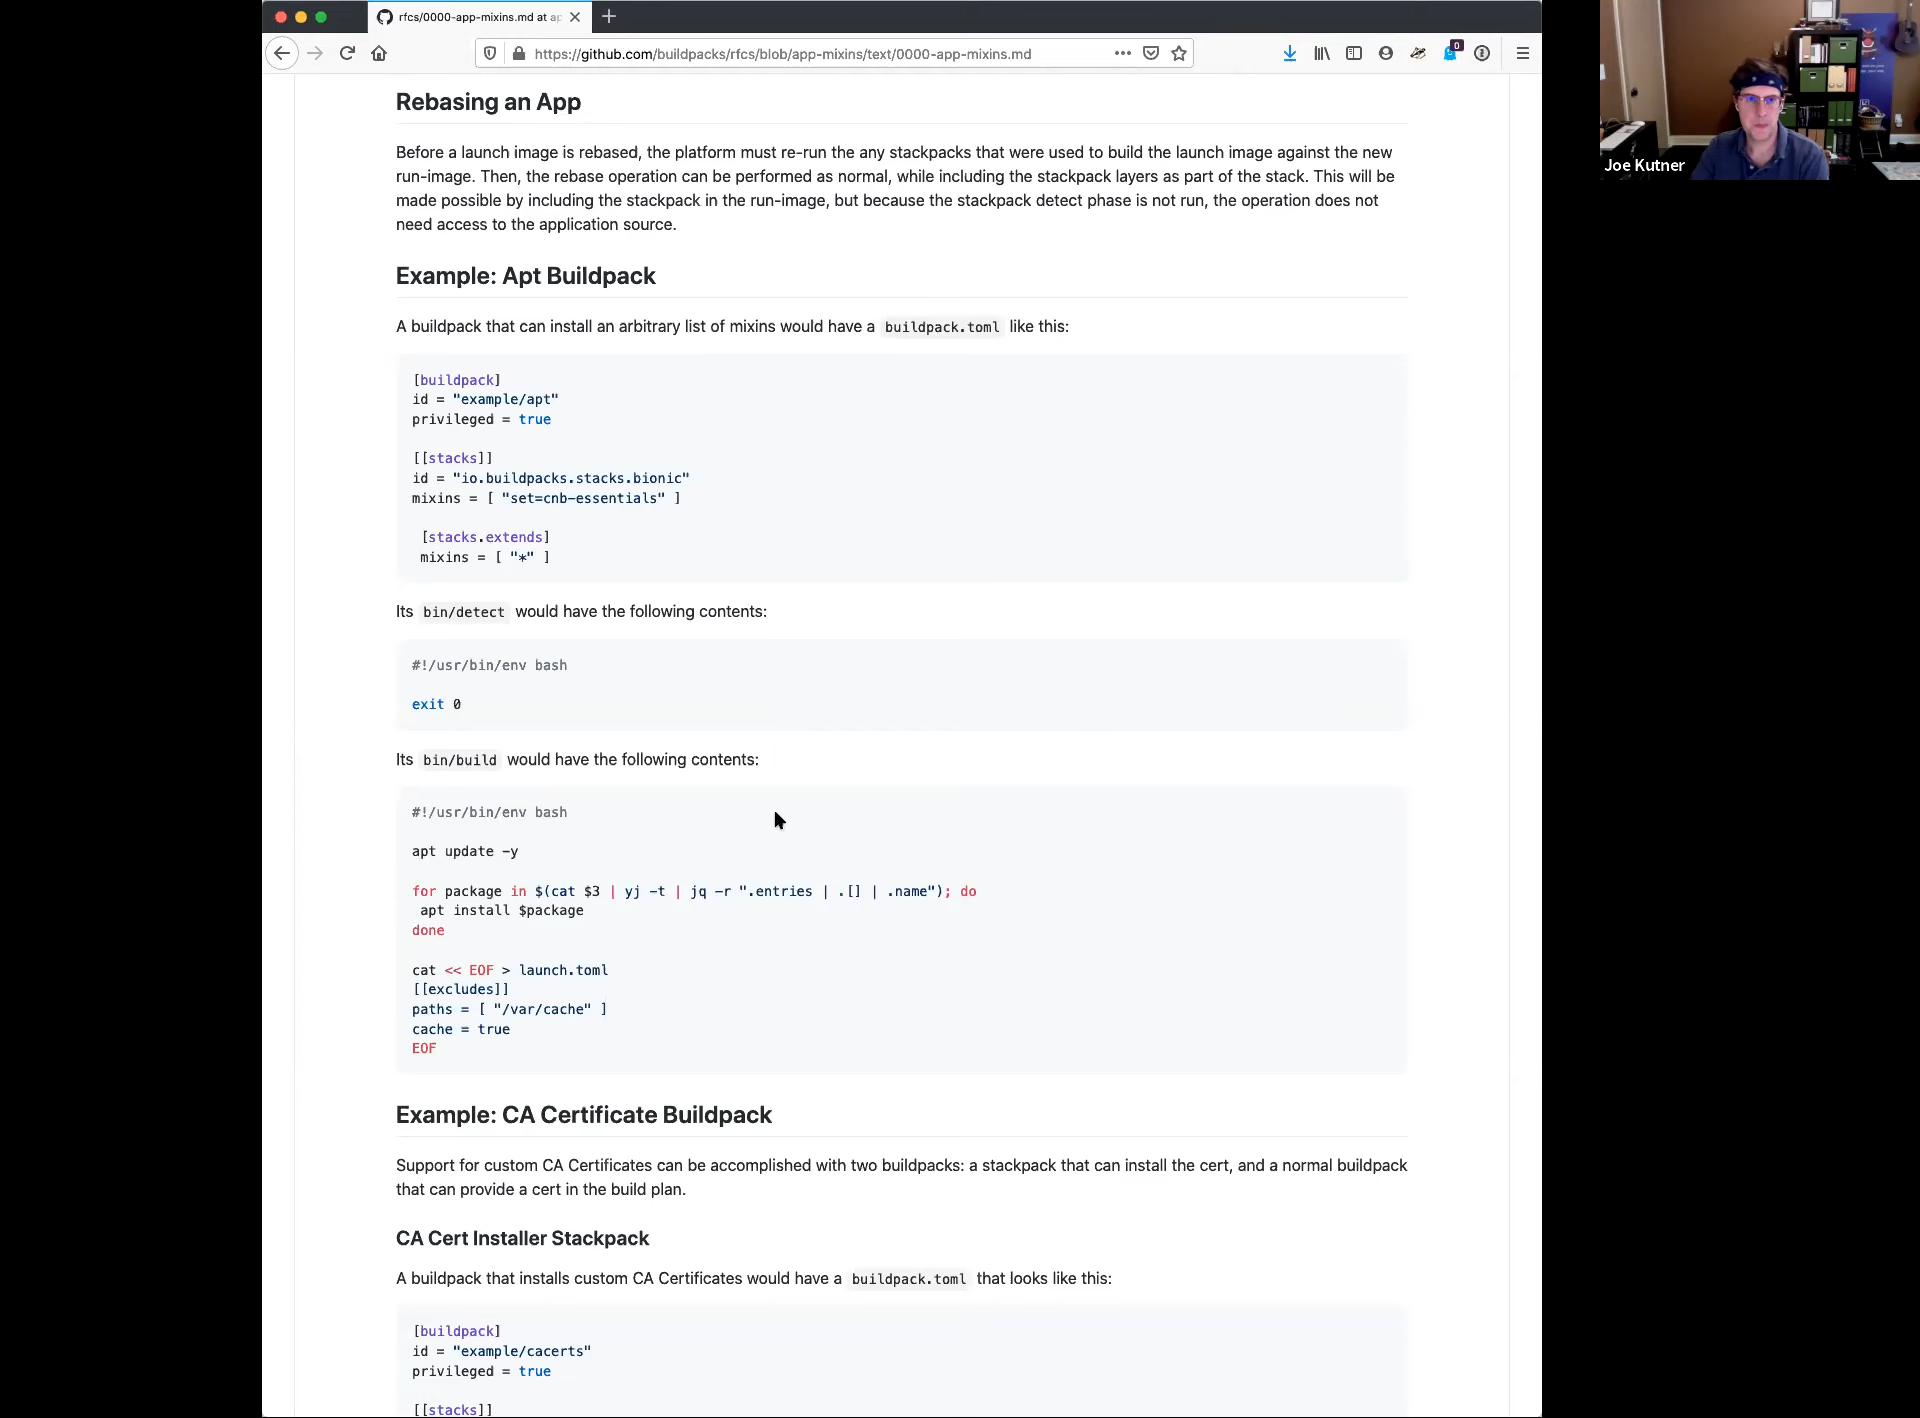 rfcs/0000-app-mixins.md at ap
https://github.com/buildpacks/rfcs/blob/app-mixins/text/0000-app-mixins.md
0
Joe Kutner
Rebasing an App
Before a launch image is rebased, the platform must re-run the any stackpacks that were used to build the launch image against the new
run-image. Then, the rebase operation can be performed as normal, while including the stackpack layers as part of the stack. This will be
made possible by including the stackpack in the run-image, but because the stackpack detect phase is not run, the operation does not
need access to the application source.
Example: Apt Buildpack
A buildpack that can install an arbitrary list of mixins would have a buildpack.toml like this:
[buildpack]
id = "example/apt"
privileged = true
[[stacks]]
id = "io.buildpacks.stacks.bionic"
mixins = [ "set=cnb-essentials" ]
[stacks.extends]
mixins = [ "*" ]
Its bin/detect would have the following contents:
#!/usr/bin/env bash
exit 0
Its bin/build would have the following contents:
#!/usr/bin/env bash
apt update -y
for package in $(cat $3 | yj -t | jq -r ".entries | .[] | .name"); do
apt install $package
done
cat << EOF > launch.toml
[[excludes]]
paths = [ "/var/cache" ]
cache = true
EOF
Example: CA Certificate Buildpack
Support for custom CA Certificates can be accomplished with two buildpacks: a stackpack that can install the cert, and a normal buildpack
that can provide a cert in the build plan.
CA Cert Installer Stackpack
A buildpack that installs custom CA Certificates would have a buildpack.toml that looks like this:
[buildpack]
id = "example/cacerts"
privileged = true
[[stacks]]